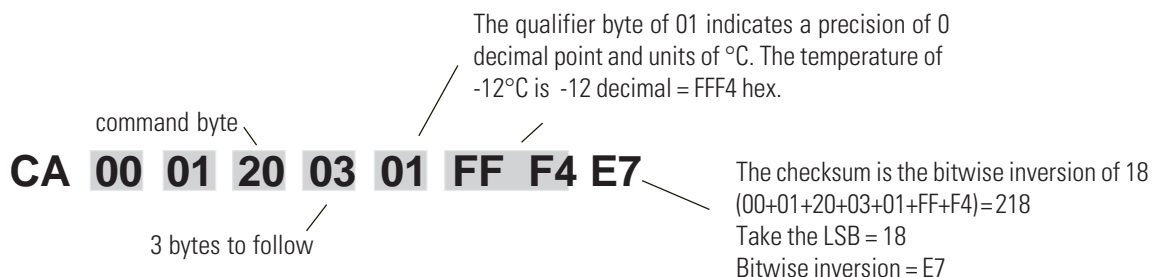 The qualifier byte of 01 indicates a precision of 0
decimal point and units of °C. The temperature of
-12°C is -12 decimal = FFF4 hex.
command byte
CA 00 01 20 03 01 FF F4 E7
3 bytes to follow
The checksum is the bitwise inversion of 18
(00+01+20+03+01+FF+F4)=218
Take the LSB = 18
Bitwise inversion = E7